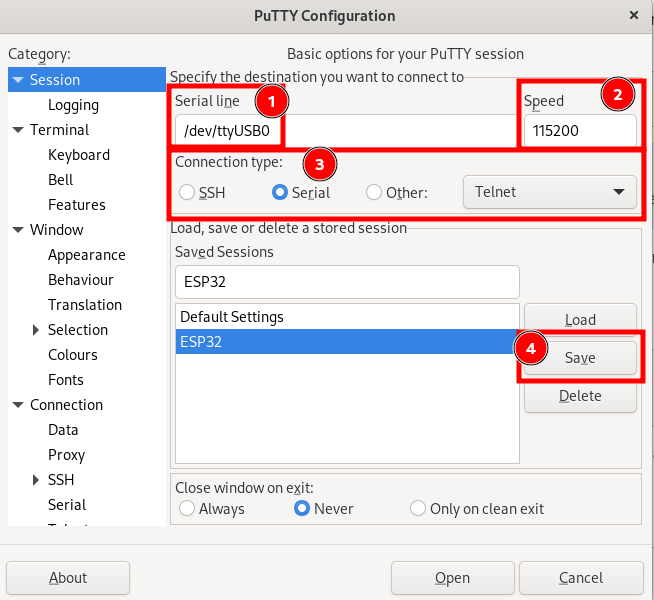 PuTTY Configuration
×
Category:
Basic options for your PuTTY session
Session
Logging
Terminal
Keyboard
Bell
Features
Window
Appearance
Behaviour
Translation
Selection
Colours
Fonts
Connection
Data
Proxy
SSH
Serial
Specify the destination you want to connect to
Serial line
1
Speed
2
/dev/ttyUSB0
115200
Connection type:
3
SSH
Serial
Other:
Telnet
Load, save or delete a stored session
Saved Sessions
ESP32
Default Settings
ESP32
Load
4
Save
Delete
Close window on exit:
Always
Never
Only on clean exit
About
Open
Cancel